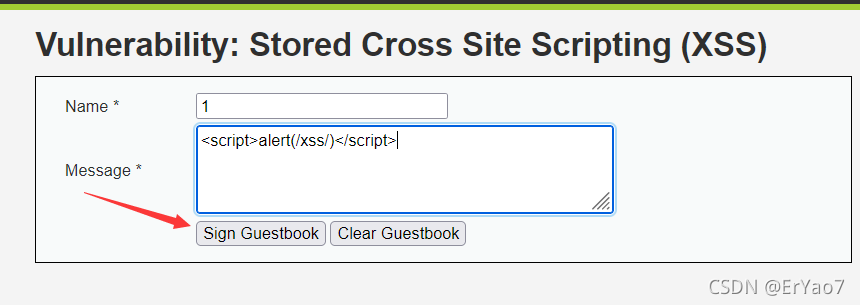 Vulnerability: Stored Cross Site Scripting (XSS)
Name * 1
<script>alert(/xss/)</script>
Message *
Sign Guestbook Clear Guestbook
CSDN @ErYao7